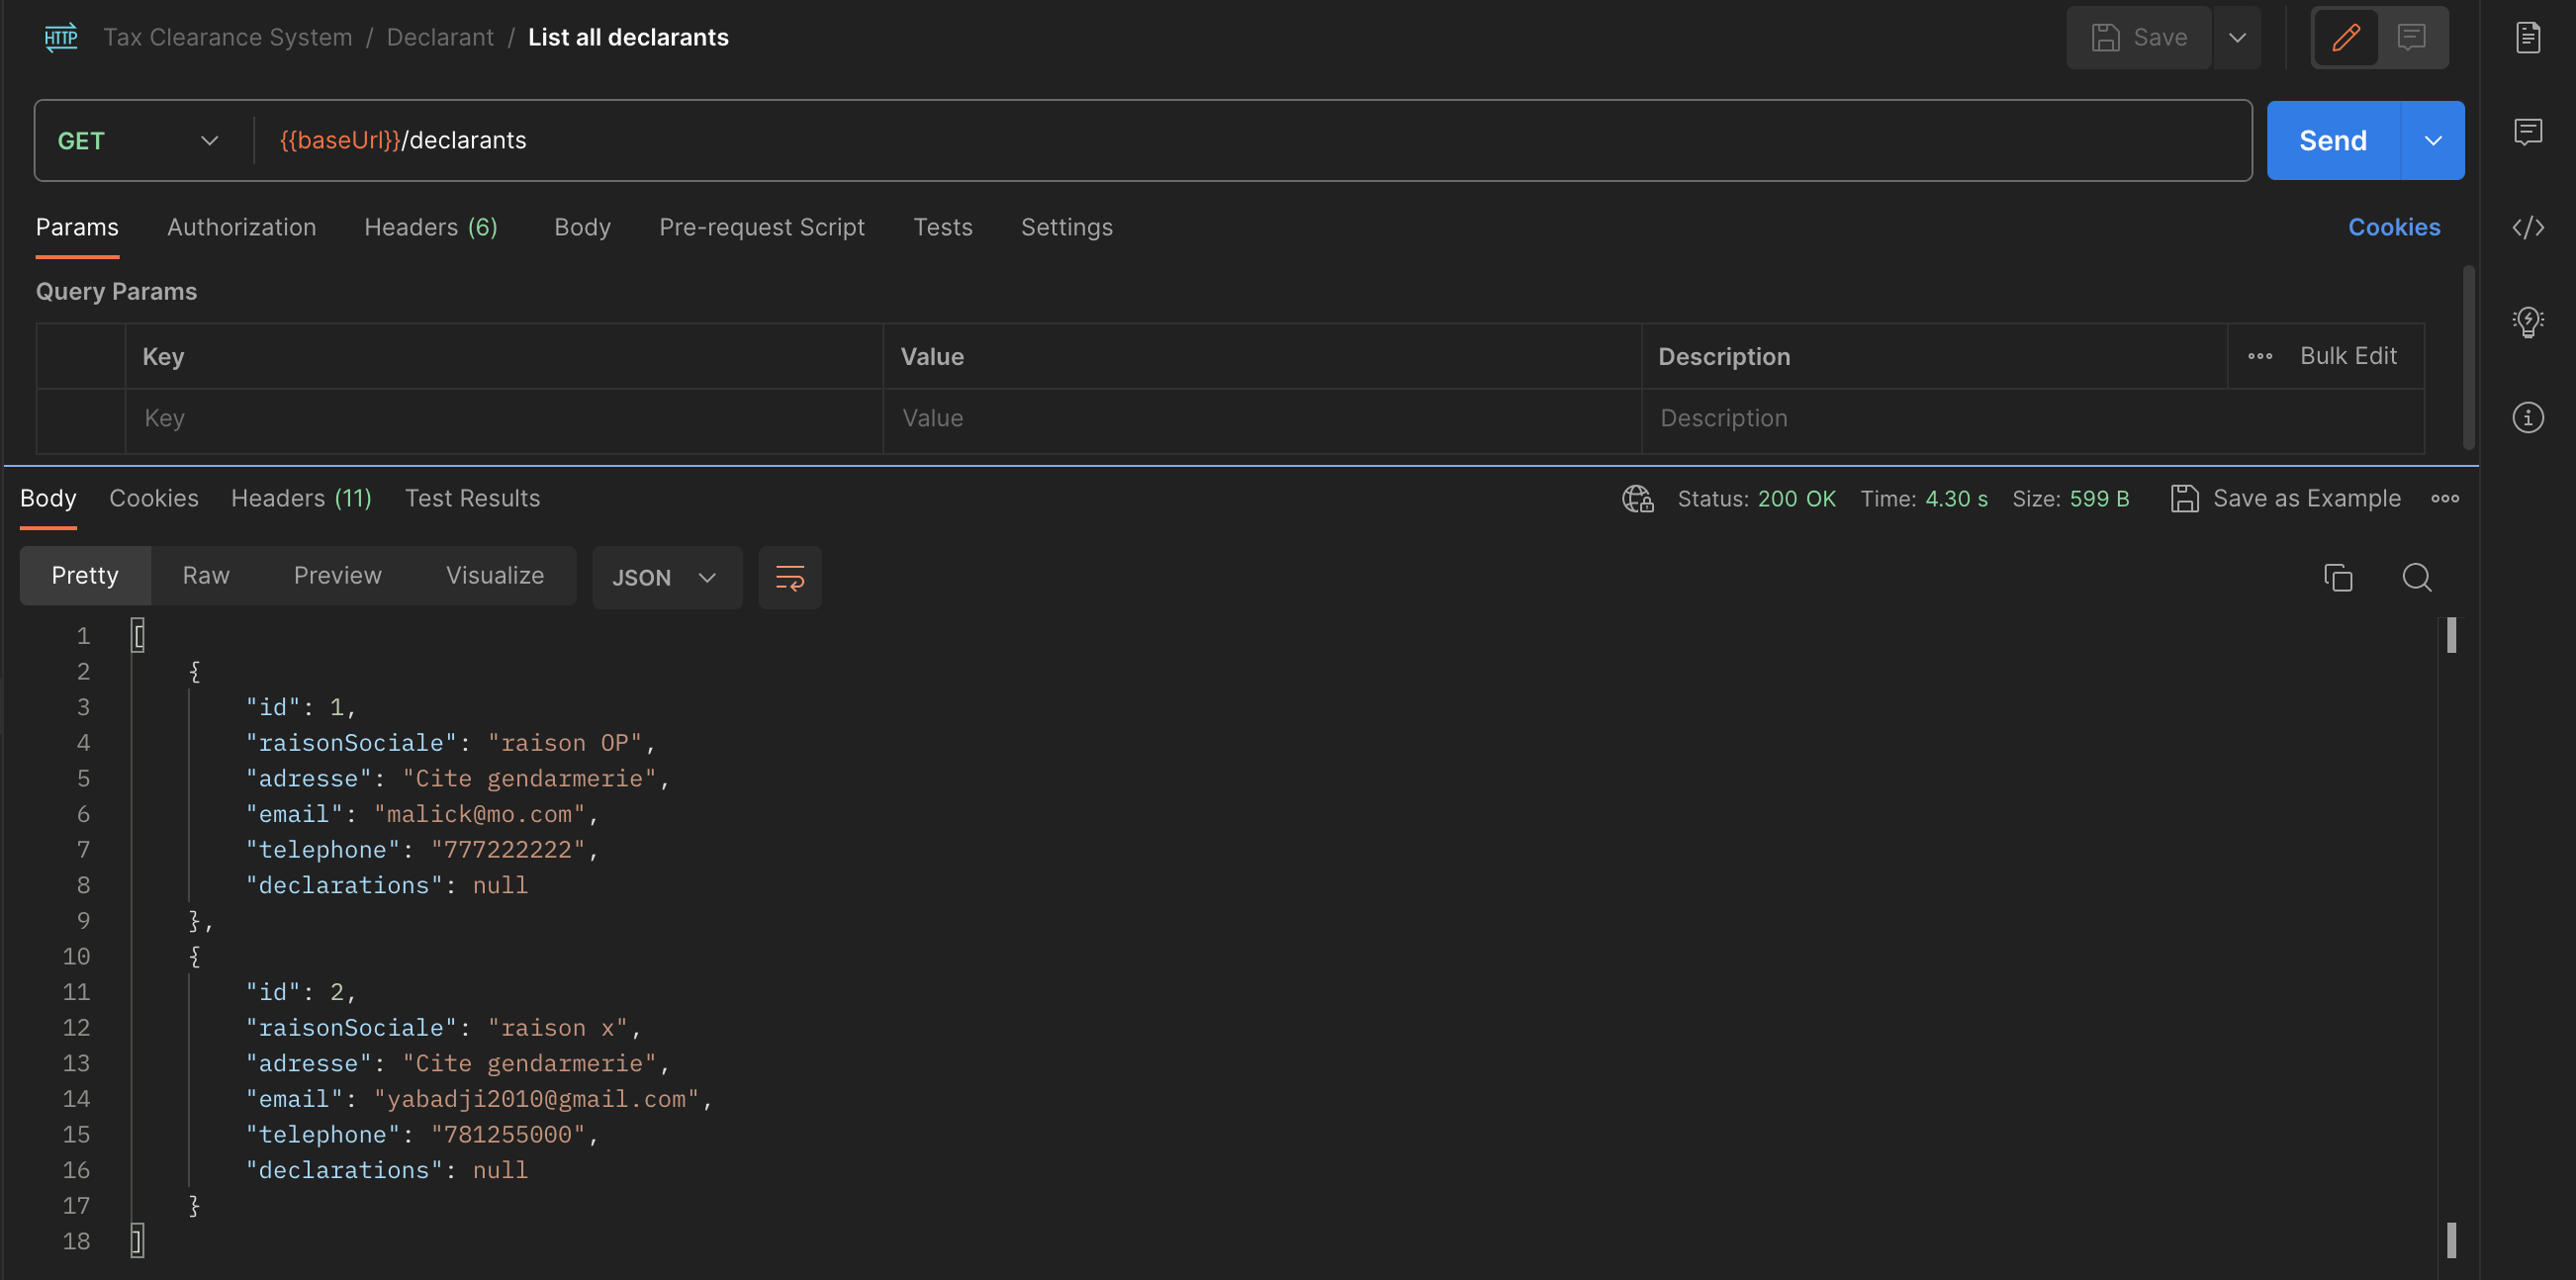 HTTP Tax Clearance System / Declarant / List all declarants Save
GET {{baseUrl}}/declarants Send
Params Authorization Headers (6) Body Pre-request Script Tests Settings Cookies
Query Params
Key Value Description Bulk Edit
Key Value Description
Body Cookies Headers (11) Test Results Status: 200 OK Time: 4.30 s Size: 599 B Save as Example
Pretty Raw Preview Visualize JSON
1 [
2 {
3 "id": 1,
4 "raisonSociale": "raison OP",
5 "adresse": "Cite gendarmerie",
6 "email": "malick@mo.com",
7 "telephone": "777222222",
8 "declarations": null
9 },
10 {
11 "id": 2,
12 "raisonSociale": "raison x",
13 "adresse": "Cite gendarmerie",
14 "email": "yabadji2010@gmail.com",
15 "telephone": "781255000",
16 "declarations": null
17 }
18 ]